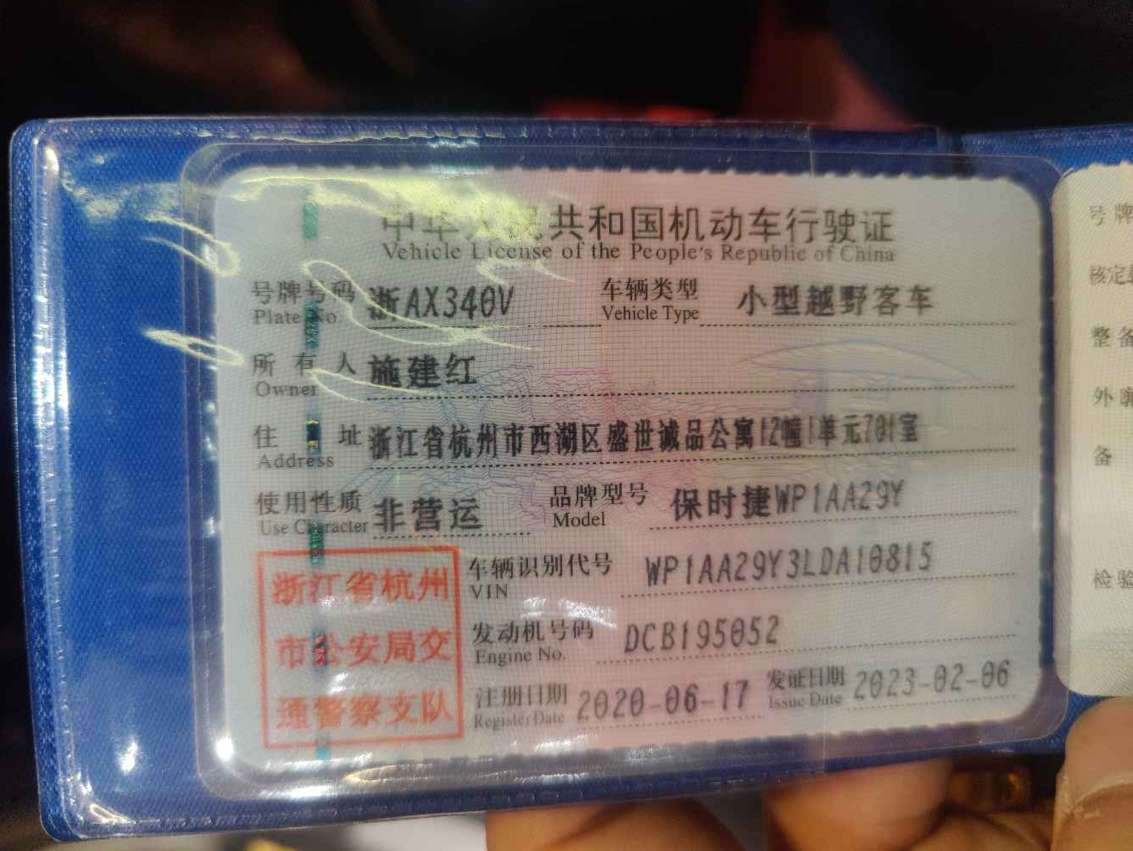 中华人民共和国机动车行驶证
Vehicle License of the People's Republic of China
号牌号码 浙AX340V 车辆类型 小型越野客车
Plate No. Vehicle Type
所有人 施建红
Owner
住址 浙江省杭州市西湖区盛世诚品公寓12幢1单元701室
Address
使用性质 非营运 品牌型号 保时捷WP1AA29Y
Use Character Model
车辆识别代号 WP1AA29Y3LDA10815
VIN
发动机号码 DCB195052
Engine No.
注册日期 2020-06-17 发证日期 2023-02-06
Register Date Issue Date
浙江省杭州
市公安局交
通警察支队
号牌
核定
整备
外廓
备
检验